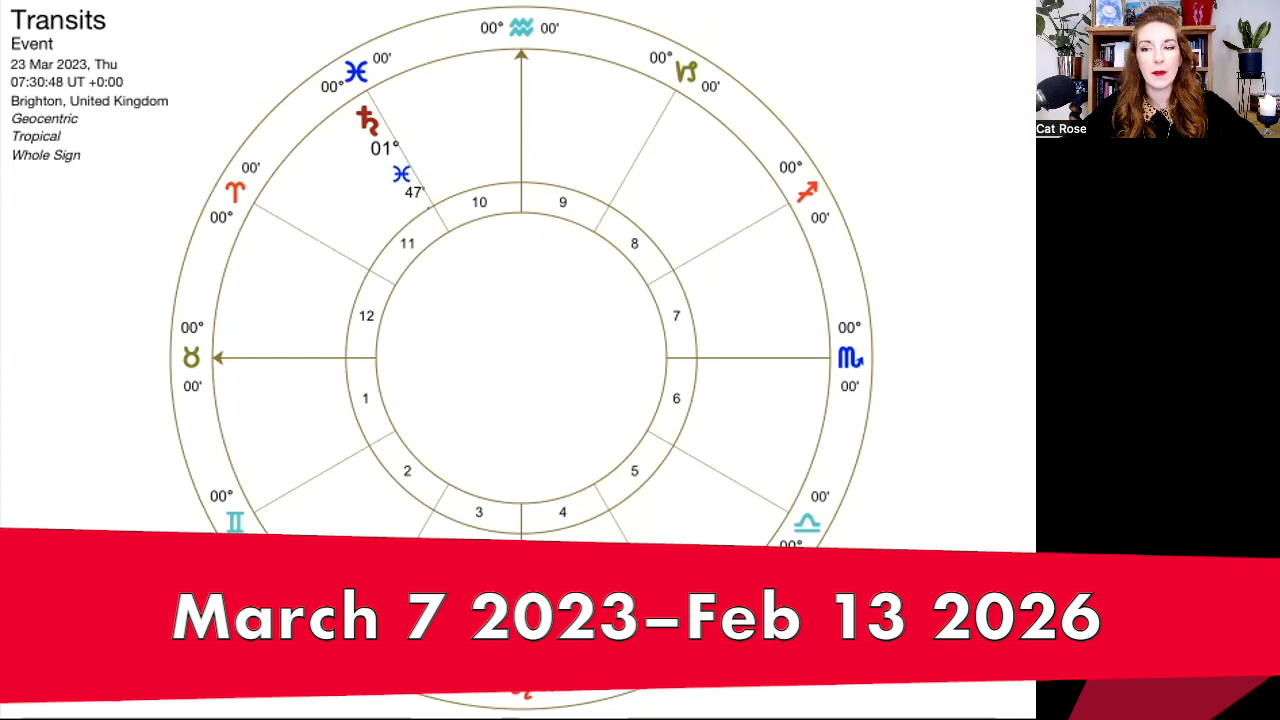 Transits
Event
23 Mar 2023, Thu
07:30:48 UT +0:00
Brighton, United Kingdom
Geocentric
Tropical
Whole Sign
00° ♒ 00'
00° ♓ 00'
00° ♑ 00'
♄
01°
♓
47'
00° ♈ 00'
00° ♐ 00'
10
9
11
8
12
7
00°
♉
00'
00°
♏
00'
1
6
2
5
3
4
00°
♊
00'
♎
00°
Cat Rose
March 7 2023–Feb 13 2026